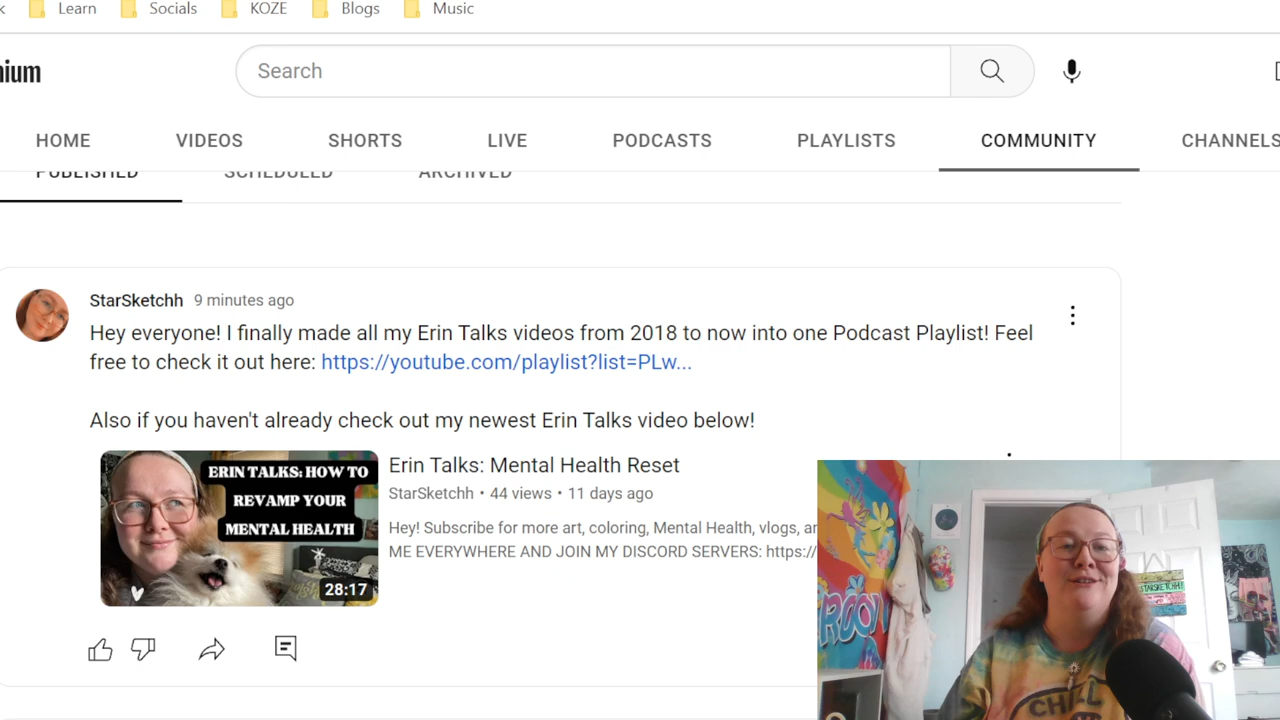 Learn Socials KOZE Blogs Music
Search
HOME VIDEOS SHORTS LIVE PODCASTS PLAYLISTS COMMUNITY CHANNELS
PUBLISHED SCHEDULED ARCHIVED
StarSketchh 9 minutes ago
Hey everyone! I finally made all my Erin Talks videos from 2018 to now into one Podcast Playlist! Feel
free to check it out here: https://youtube.com/playlist?list=PLw...
Also if you haven't already check out my newest Erin Talks video below!
ERIN TALKS: HOW TO
REVAMP YOUR
MENTAL HEALTH
28:17
Erin Talks: Mental Health Reset
StarSketchh • 44 views • 11 days ago
Hey! Subscribe for more art, coloring, Mental Health, vlogs,
ME EVERYWHERE AND JOIN MY DISCORD SERVERS: https://
STARSKETCHH
CHILL